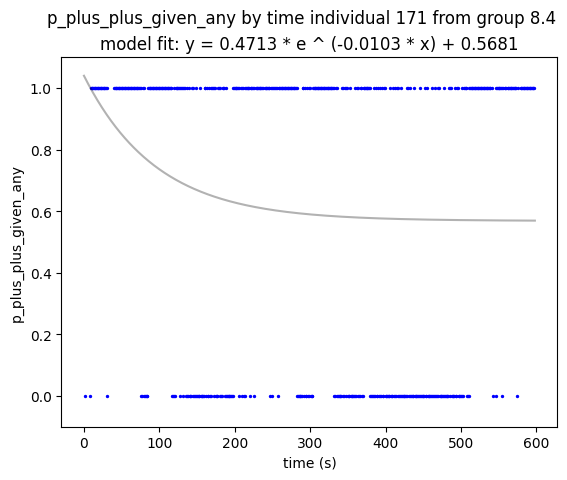 p_plus_plus_given_any by time individual 171 from group 8.4
model fit: y = 0.4713 * e ^ (-0.0103 * x) + 0.5681
1.0
0.8
0.6
0.4
0.2
0.0
p_plus_plus_given_any
0 100 200 300 400 500 600
time (s)